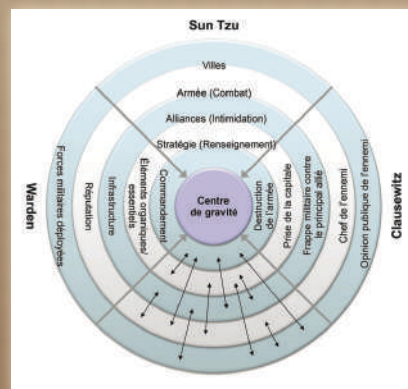 Sun Tzu
Villes
Armée (Combat)
Alliances (Intimidation)
Stratégie (Renseignement)
Warden
Forces militaires déployées
Réputation
Infrastructure
Éléments organiques/
essentiels
Commandement
Centre
de gravité
Destruction
de l'armée
Prise de la capitale
Frappe militaire contre
le principal allié
Chef de l'ennemi
Opinion publique de l'ennemi
Clausewitz